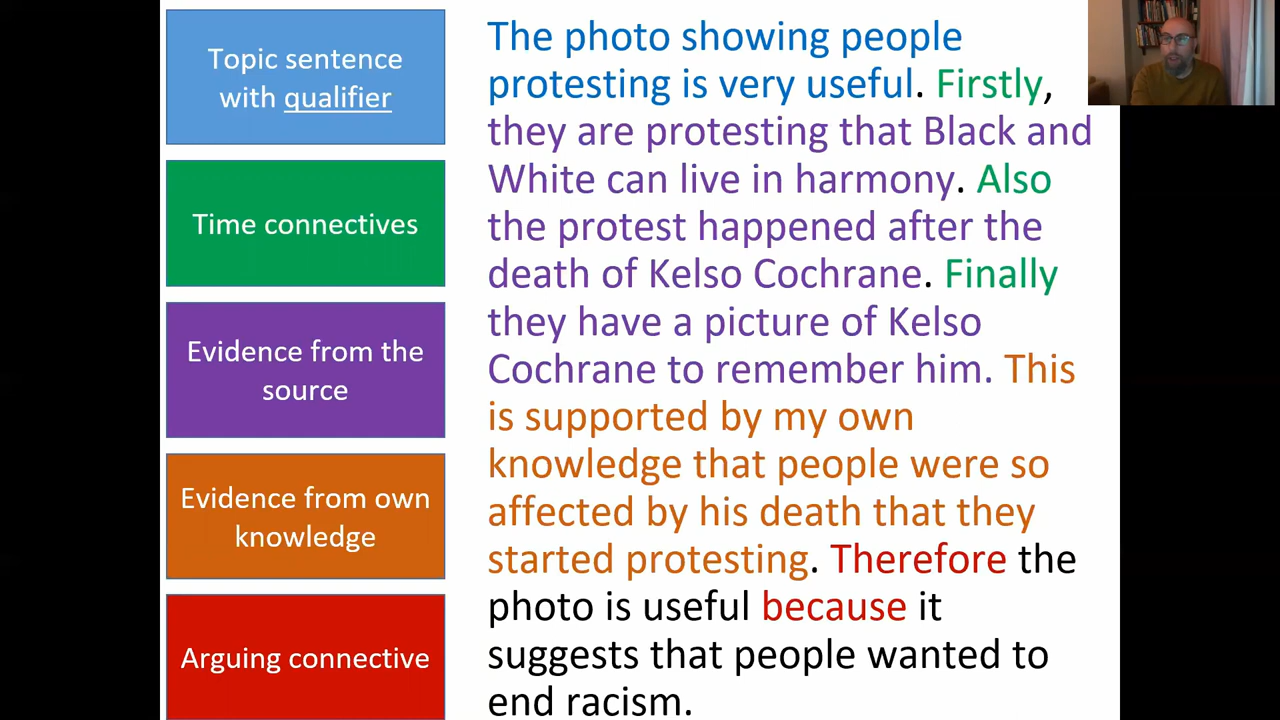 Topic sentence
with qualifier
Time connectives
Evidence from the
source
Evidence from own
knowledge
Arguing connective
The photo showing people
protesting is very useful. Firstly,
they are protesting that Black and
White can live in harmony. Also
the protest happened after the
death of Kelso Cochrane. Finally
they have a picture of Kelso
Cochrane to remember him. This
is supported by my own
knowledge that people were so
affected by his death that they
started protesting. Therefore the
photo is useful because it
suggests that people wanted to
end racism.